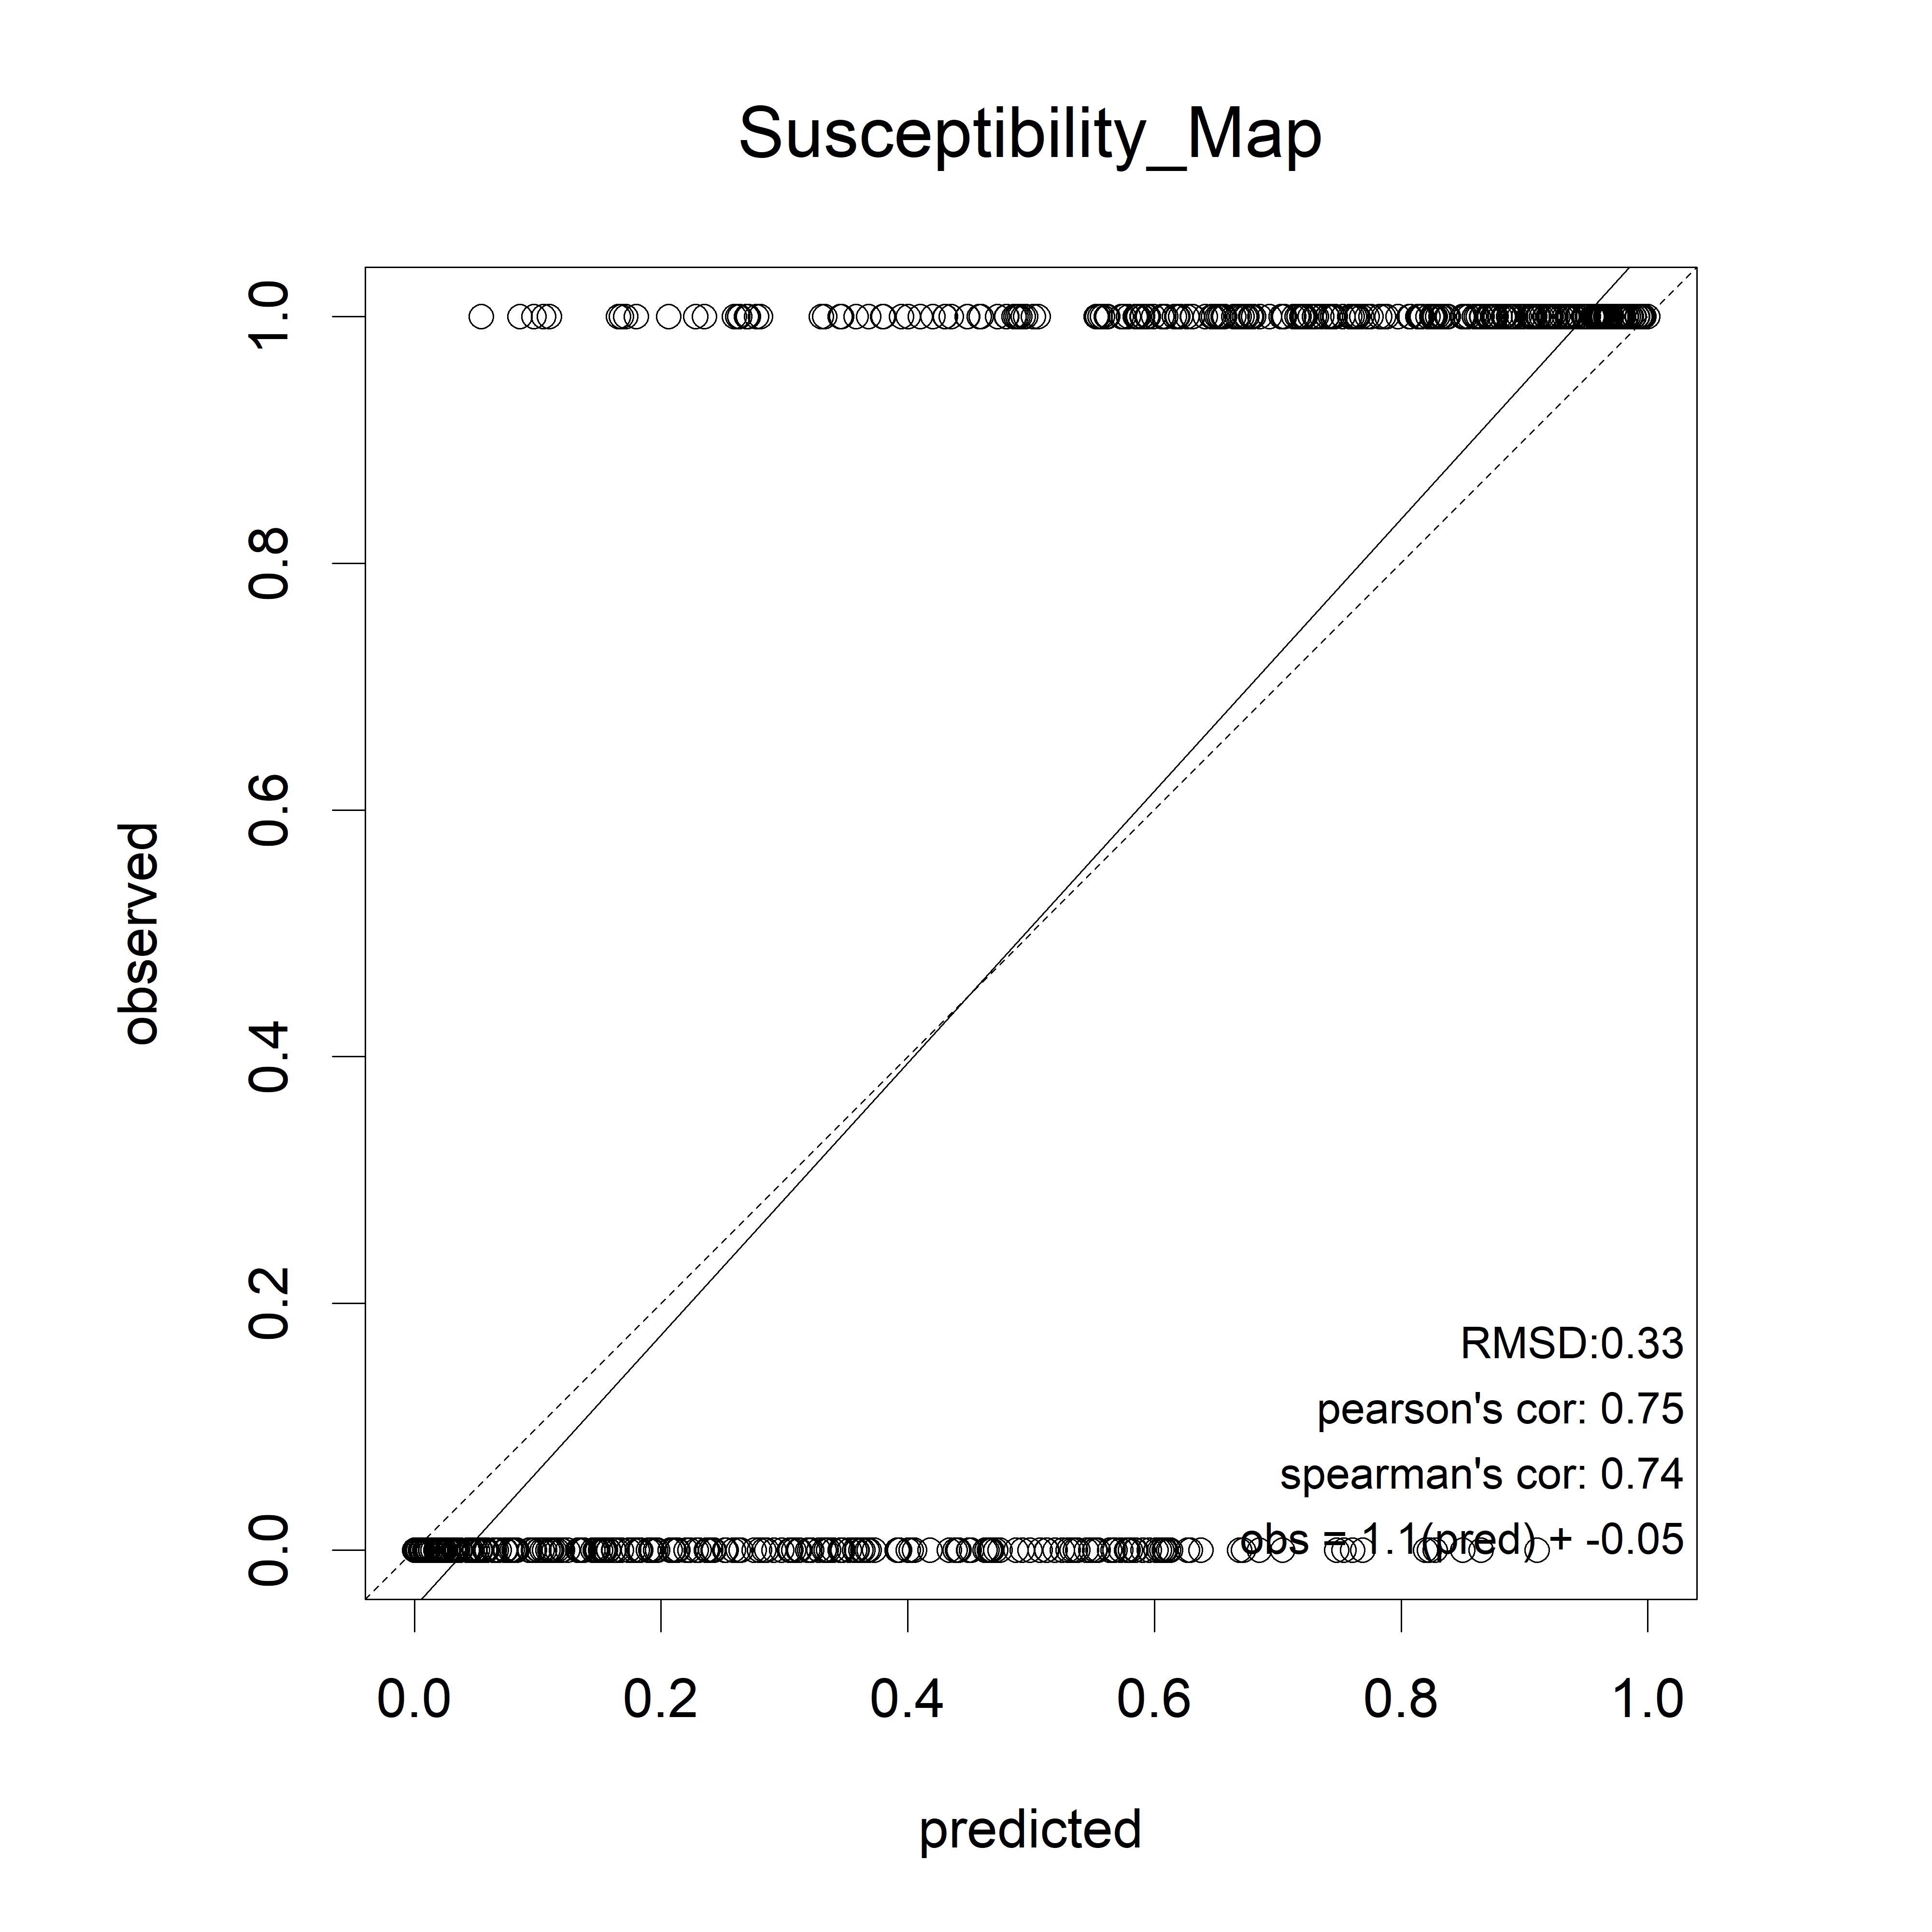 Susceptibility_Map
observed
1.0
0.8
0.6
0.4
0.2
0.0
RMSD:0.33
pearson's cor: 0.75
spearman's cor: 0.74
obs = 1.1(pred) + -0.05
0.0 0.2 0.4 0.6 0.8 1.0
predicted